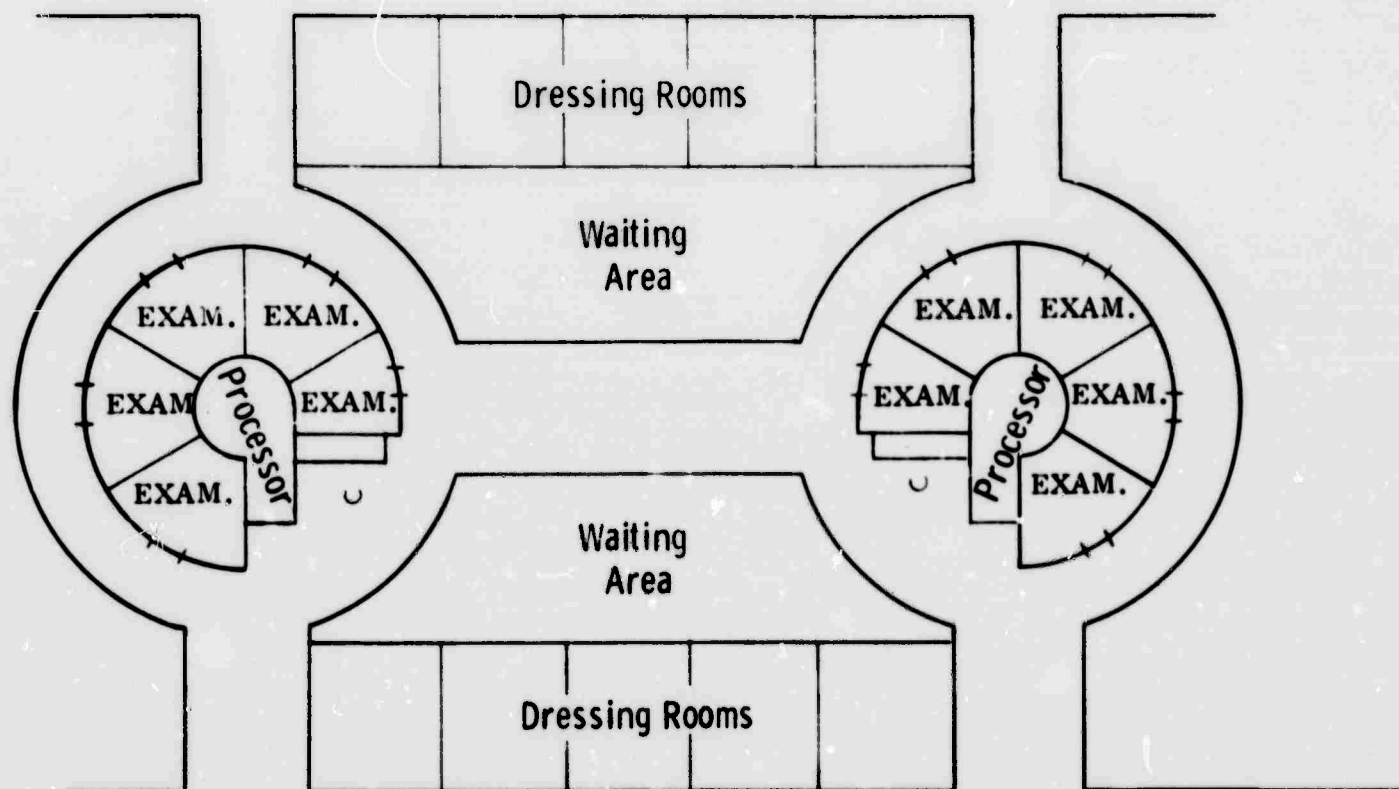 Dressing Rooms
Waiting
Area
EXAM. EXAM.
EXAM EXAM.
EXAM.
Processor
EXAM. EXAM.
EXAM. EXAM.
EXAM.
Processor
Waiting
Area
Dressing Rooms